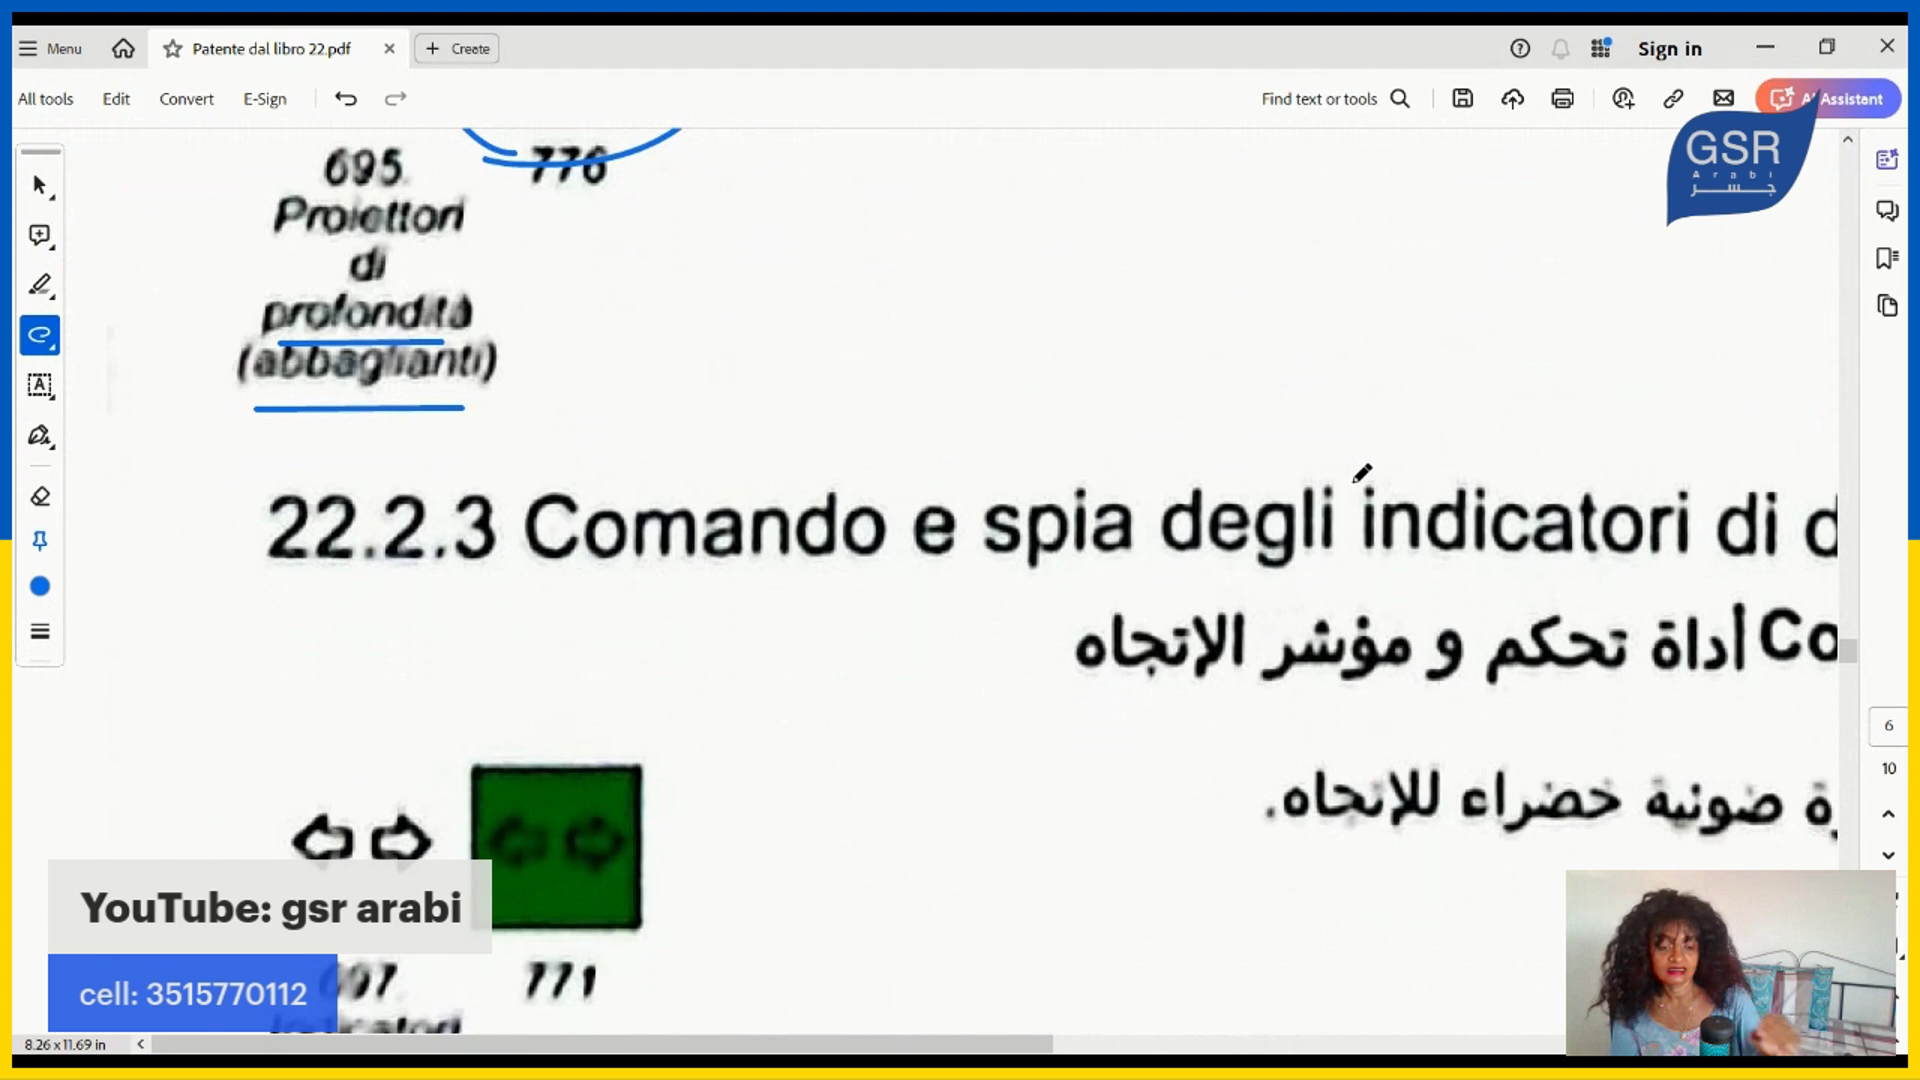 Menu
Patente dal libro 22.pdf
Create
Sign in
All tools
Edit
Convert
E-Sign
Find text or tools
Assistant
GSR
Arabi
جسر
695.
776
Proiettori
di
profondità
(abbaglianti)
22.2.3 Comando e spia degli indicatori di d
أداة تحكم و مؤشر الإتجاه Co
ة ضوئية خضراء للإتجاه.
771
YouTube: gsr arabi
cell: 3515770112
6
10
8.26 x 11.69 in